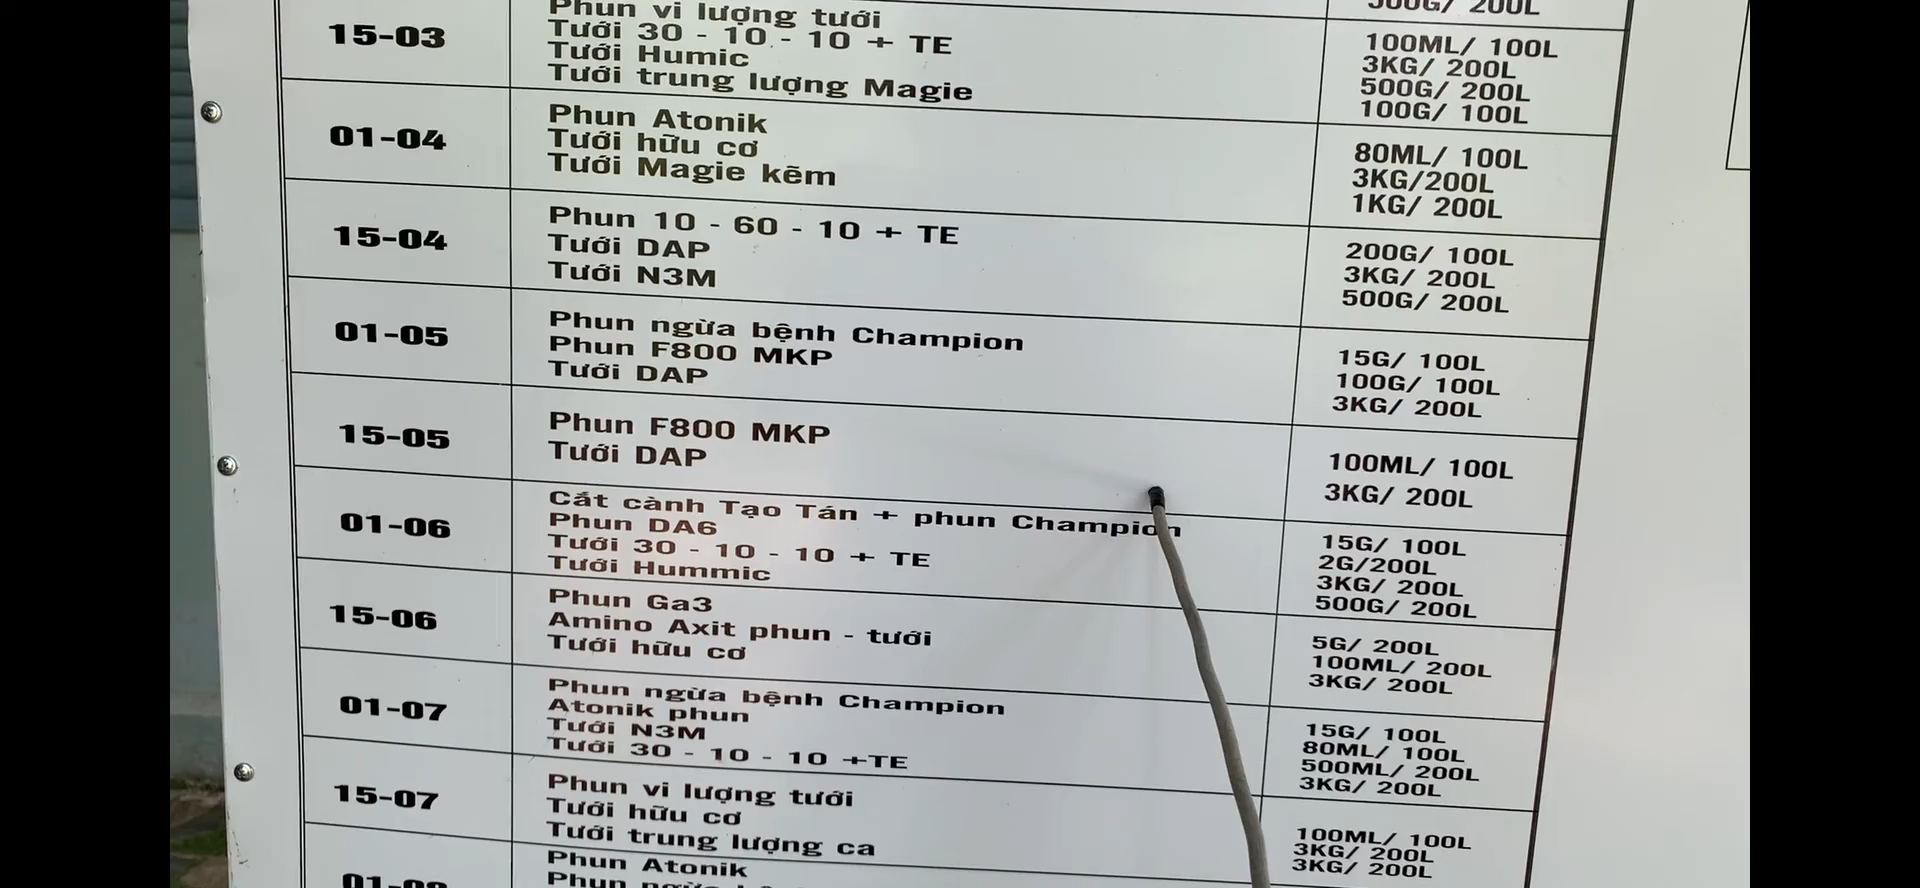 300G/ 200L
15-03
Phun vi lượng tưới
Tưới 30 - 10 - 10 + TE
Tưới Humic
Tưới trung lượng Magie
100ML/ 100L
3KG/ 200L
500G/ 200L
100G/ 100L
01-04
Phun Atonik
Tưới hữu cơ
Tưới Magie kẽm
80ML/ 100L
3KG/200L
1KG/ 200L
15-04
Phun 10 - 60 - 10 + TE
Tưới DAP
Tưới N3M
200G/ 100L
3KG/ 200L
500G/ 200L
01-05
Phun ngừa bệnh Champion
Phun F800 MKP
Tưới DAP
15G/ 100L
100G/ 100L
3KG/ 200L
15-05
Phun F800 MKP
Tưới DAP
100ML/ 100L
3KG/ 200L
01-06
Cắt cành Tạo Tán + phun Champion
Phun DA6
Tưới 30 - 10 - 10 + TE
Tưới Hummic
15G/ 100L
2G/200L
3KG/ 200L
500G/ 200L
15-06
Phun Ga3
Amino Axit phun - tưới
Tưới hữu cơ
5G/ 200L
100ML/ 200L
3KG/ 200L
01-07
Phun ngừa bệnh Champion
Atonik phun
Tưới N3M
Tưới 30 - 10 - 10 +TE
15G/ 100L
80ML/ 100L
500ML/ 200L
3KG/ 200L
15-07
Phun vi lượng tưới
Tưới hữu cơ
Tưới trung lượng ca
100ML/ 100L
3KG/ 200L
3KG/ 200L
Phun Atonik